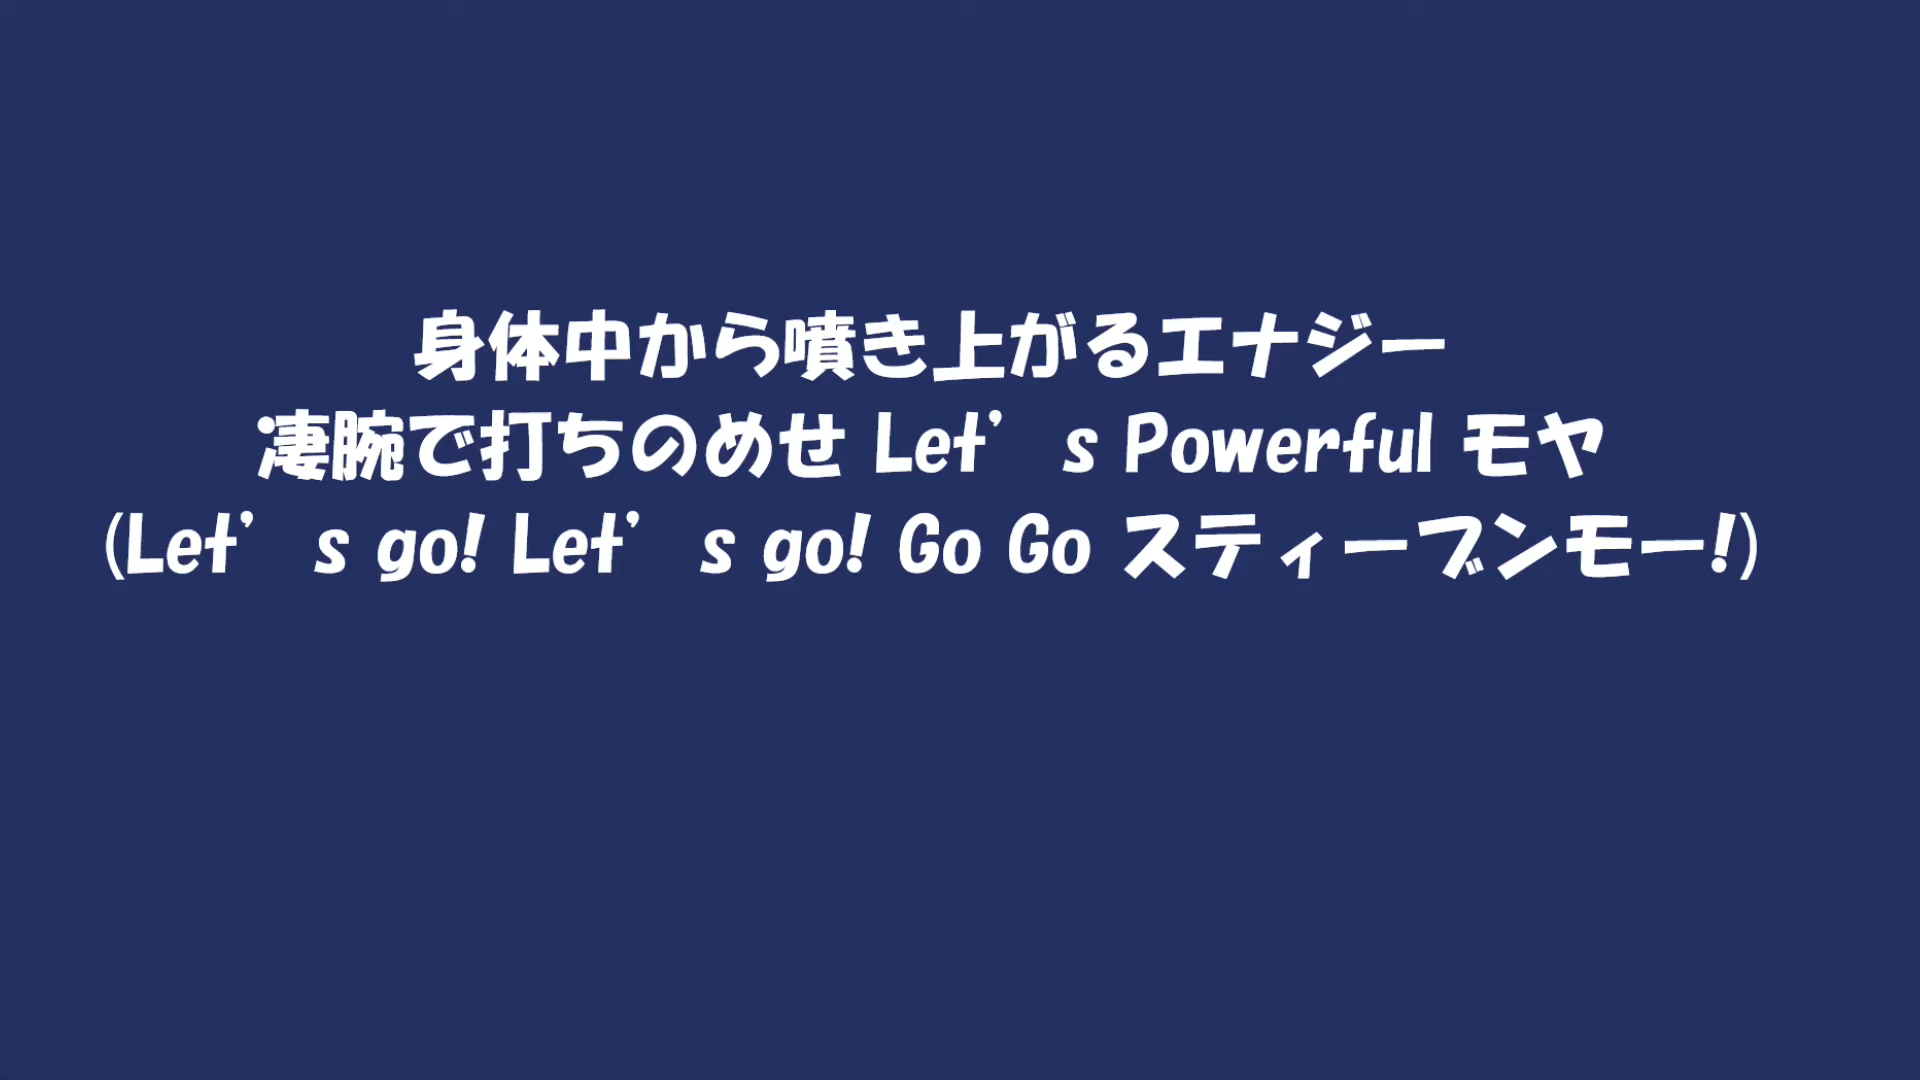 身体中から噴き上がるエナジー
凄腕で打ちのめせ Let’s Powerful モヤ
(Let’s go! Let’s go! Go Go スティーブンモー!)